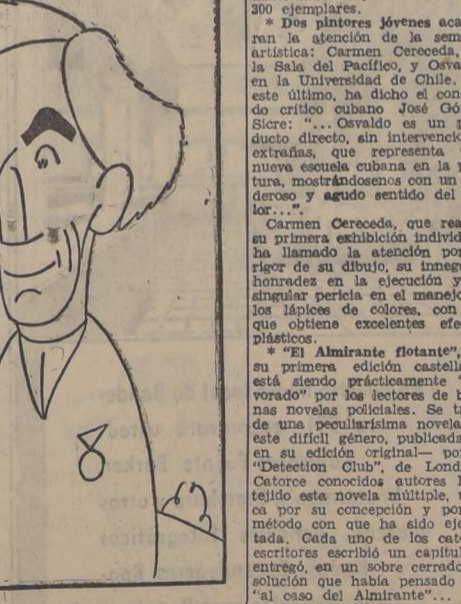 300 ejemplares.
* Dos pintores jóvenes aca
ran la atención de la sem
artística: Carmen Cereceda,
la Sala del Pacífico, y Osva
en la Universidad de Chile.
este último, ha dicho el con
do crítico cubano José Gó
Sicre: "... Osvaldo es un p
ducto directo, sin intervencio
extrañas, que representa
nueva escuela cubana en la p
tura, mostrándosenos con un
deroso y agudo sentido del
lor...".
Carmen Cereceda, que rea
su primera exhibición individ
ha llamado la atención por
rigor de su dibujo, su inneg
honradez en la ejecución y
singular pericia en el manejo
los lápices de colores, con
que obtiene excelentes efe
plásticos.
* "El Almirante flotante",
su primera edición castella
está siendo prácticamente "
vorado" por los lectores de b
nas novelas policiales. Se t
de una peculiarísima novela
este difícil género, publicada
en su edición original— por
"Detection Club", de Lond
Catorce conocidos autores h
tejido esta novela múltiple, ú
ca por su concepción y por
método con que ha sido eje
tada. Cada uno de los cato
escritores escribió un capítul
entregó, en un sobre cerrado
solución que había pensado
"al caso del Almirante"...